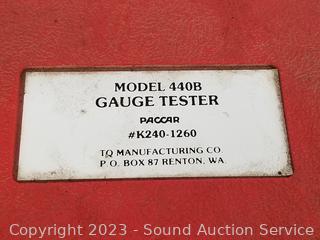 MODEL 440B
GAUGE TESTER
PACCAR
#K240-1260
TQ MANUFACTURING CO.
P. O. BOX 87 RENTON, WA.
Copyright 2023 - Sound Auction Service